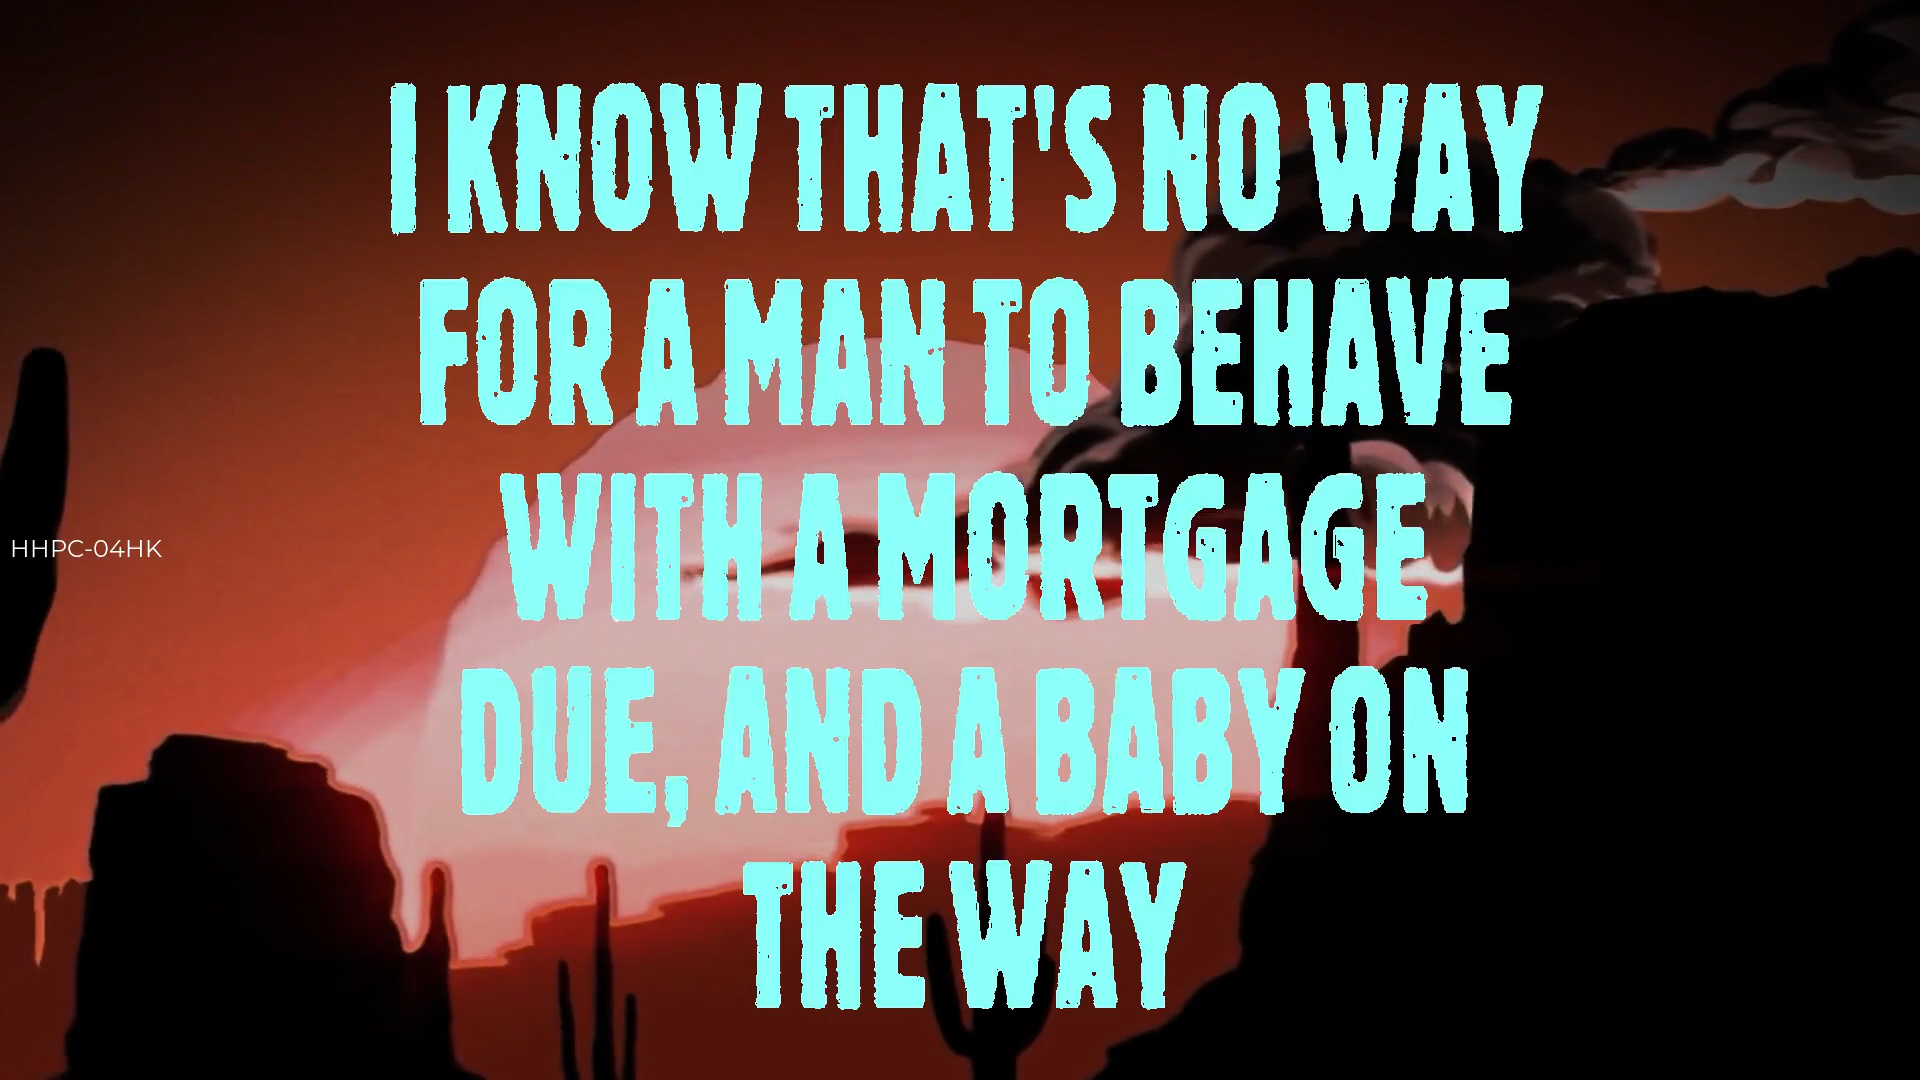 I KNOW THAT'S NO WAY
FOR A MAN TO BEHAVE
WITH A MORTGAGE
DUE, AND A BABY ON
THE WAY
HHPC-04HK